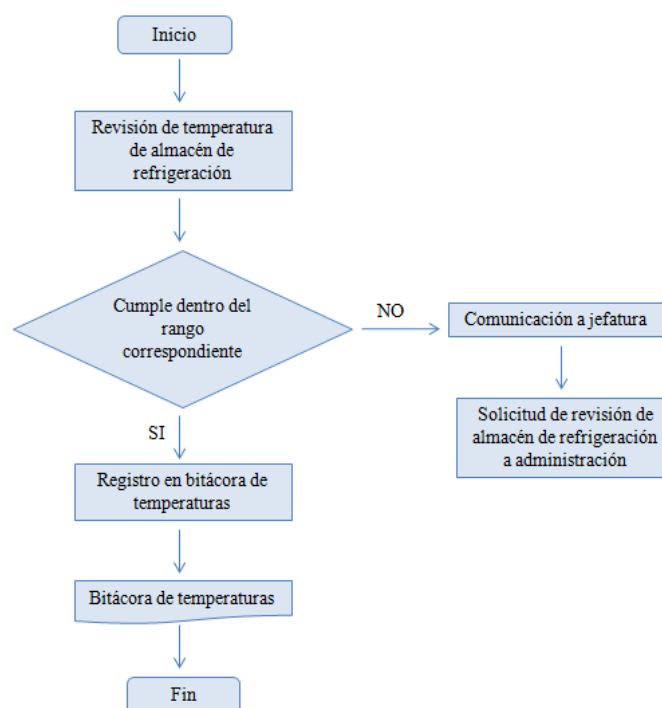 Inicio
Revisión de temperatura
de almacén de
refrigeración
Cumple dentro del
rango
correspondiente
NO
Comunicación a jefatura
Solicitud de revisión de
almacén de refrigeración
a administración
SI
Registro en bitácora de
temperaturas
Bitácora de temperaturas
Fin